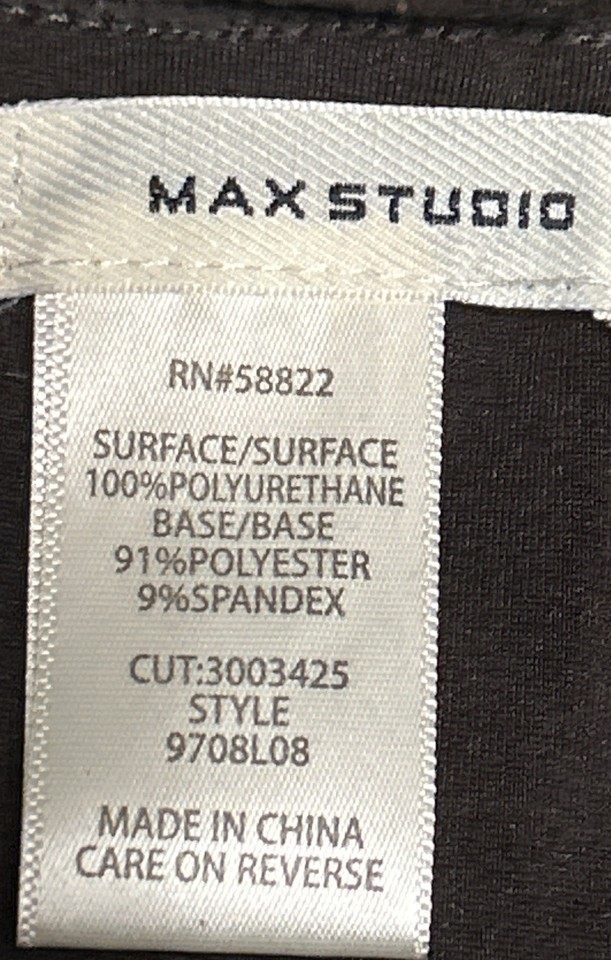 MAX STUDIO
RN#58822
SURFACE/SURFACE
100%POLYURETHANE
BASE/BASE
91%POLYESTER
9%SPANDEX
CUT:3003425
STYLE
9708L08
MADE IN CHINA
CARE ON REVERSE